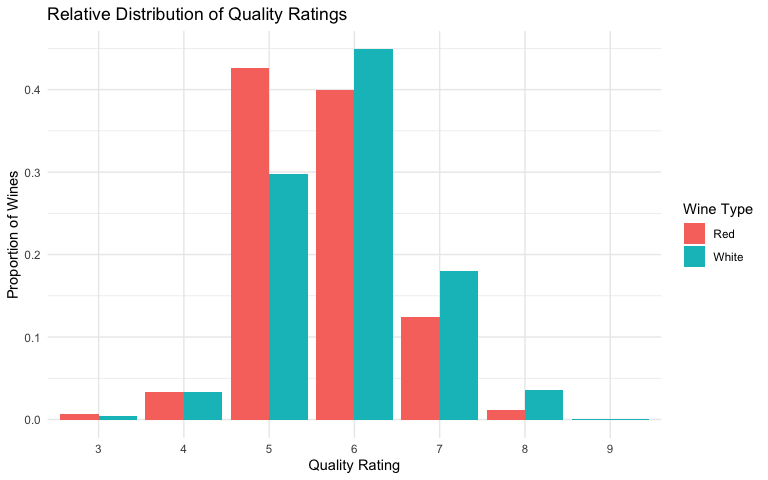 Relative Distribution of Quality Ratings
Proportion of Wines
0.4
0.3
0.2
0.1
0.0
3 4 5 6 7 8 9
Quality Rating
Wine Type
Red
White